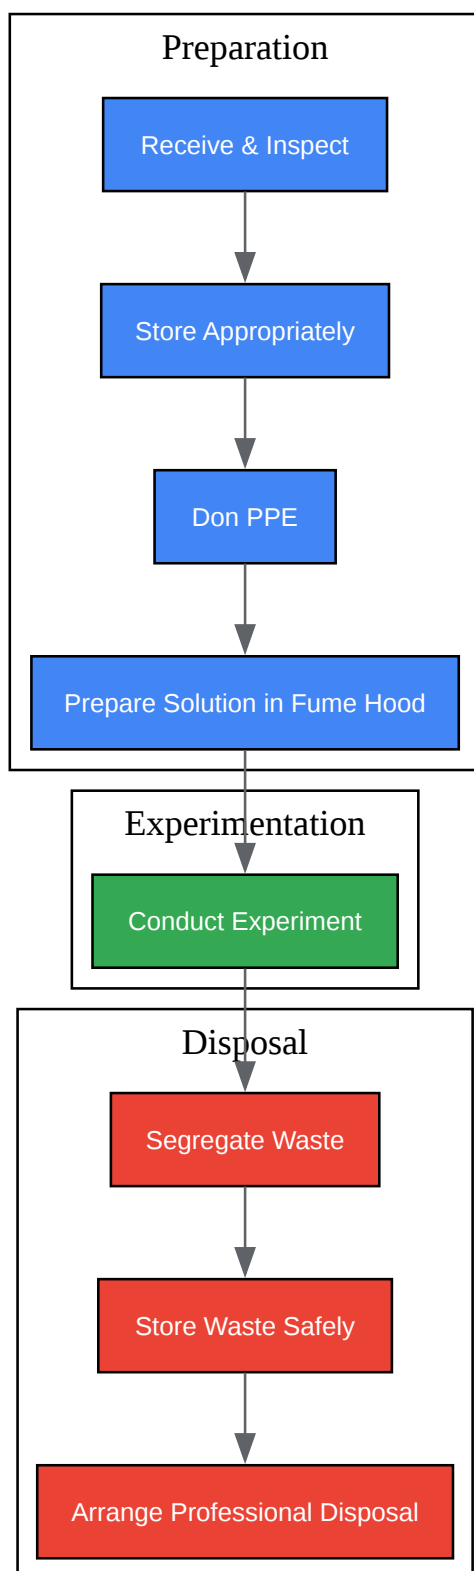 Preparation
Receive & Inspect
Store Appropriately
Don PPE
Prepare Solution in Fume Hood
Experimentation
Conduct Experiment
Disposal
Segregate Waste
Store Waste Safely
Arrange Professional Disposal